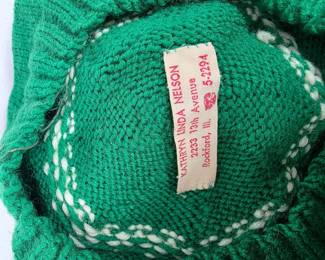 KATHRYN LINDA NELSON
2233 13th Avenue
Rockford, Ill. 5-2294